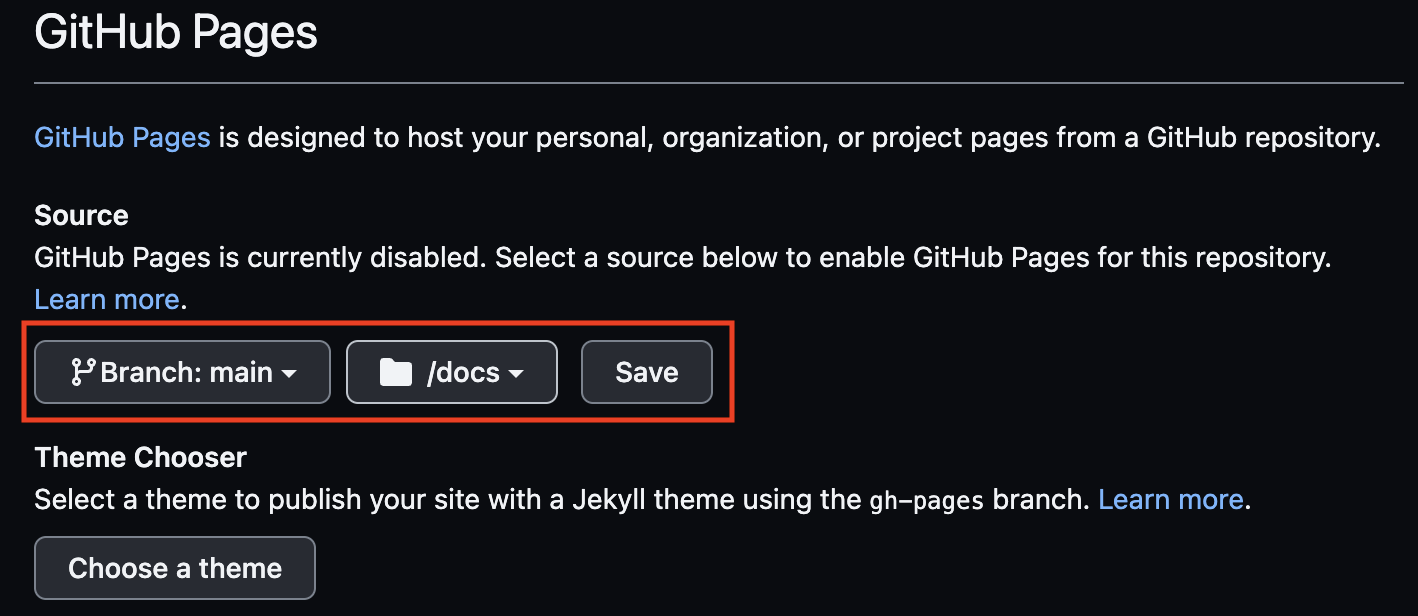 GitHub Pages
GitHub Pages is designed to host your personal, organization, or project pages from a GitHub repository.
Source
GitHub Pages is currently disabled. Select a source below to enable GitHub Pages for this repository.
Learn more.
Branch: main /docs Save
Theme Chooser
Select a theme to publish your site with a Jekyll theme using the gh-pages branch. Learn more.
Choose a theme